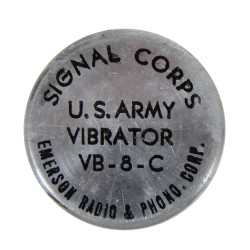 SIGNAL CORPS
U.S. ARMY
VIBRATOR
VB-8-C
EMERSON RADIO & PHONO. CORP.